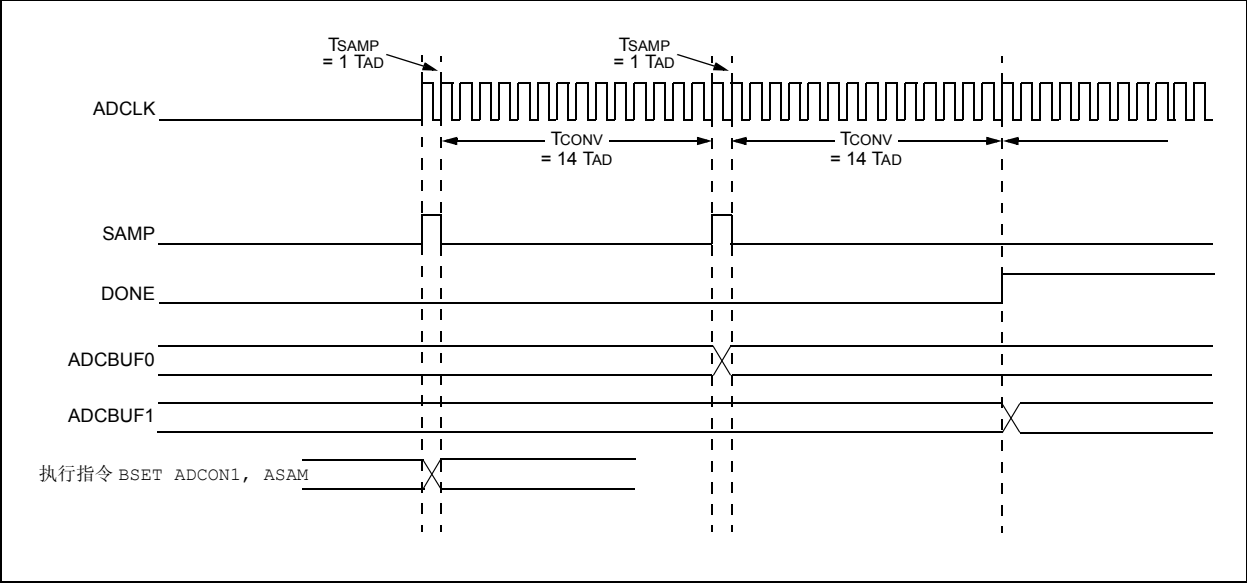 TSAMP
= 1 TAD
TSAMP
= 1 TAD
ADCLK
TCONV
= 14 TAD
TCONV
= 14 TAD
SAMP
DONE
ADCBUF0
ADCBUF1
执行指令 BSET ADCON1, ASAM